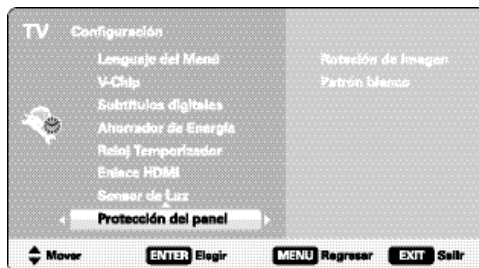 TV Configuración
Lenguaje del Menú
Rotación de Imagen
V-Chip
Patrón blanco
Subtítulos digitales
Ahorrador de Energía
Reloj Temporizador
Enlace HDMI
Sensor de Luz
Protección del panel
Mover ENTER Elegir MENU Regresar EXIT Salir